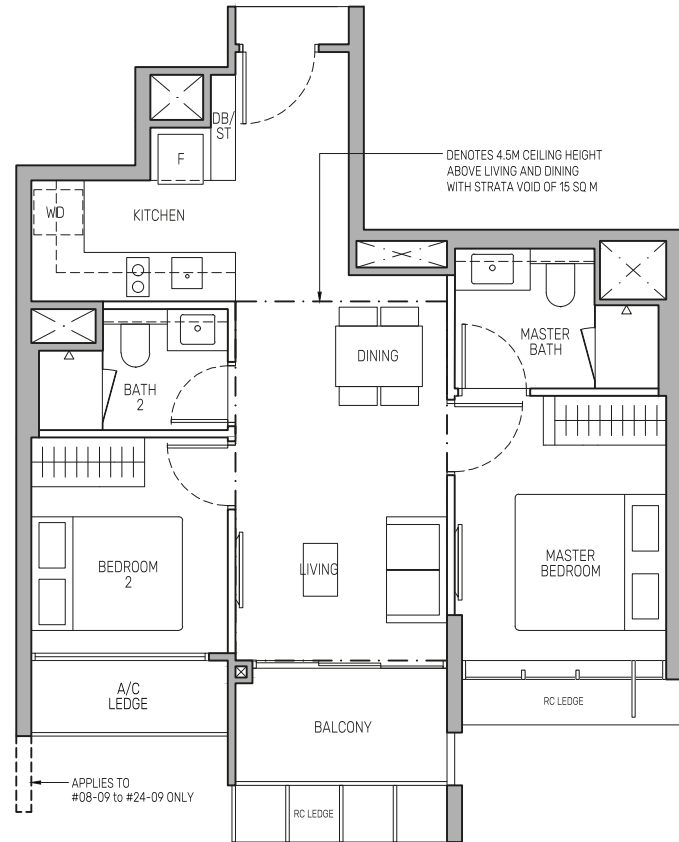 DB/
ST
F
DENOTES 4.5M CEILING HEIGHT
ABOVE LIVING AND DINING
WITH STRATA VOID OF 15 SQ M
WD
KITCHEN
DINING
MASTER
BATH
BATH
2
BEDROOM
2
LIVING
MASTER
BEDROOM
A/C
LEDGE
RC LEDGE
BALCONY
APPLIES TO
#08-09 to #24-09 ONLY
RC LEDGE